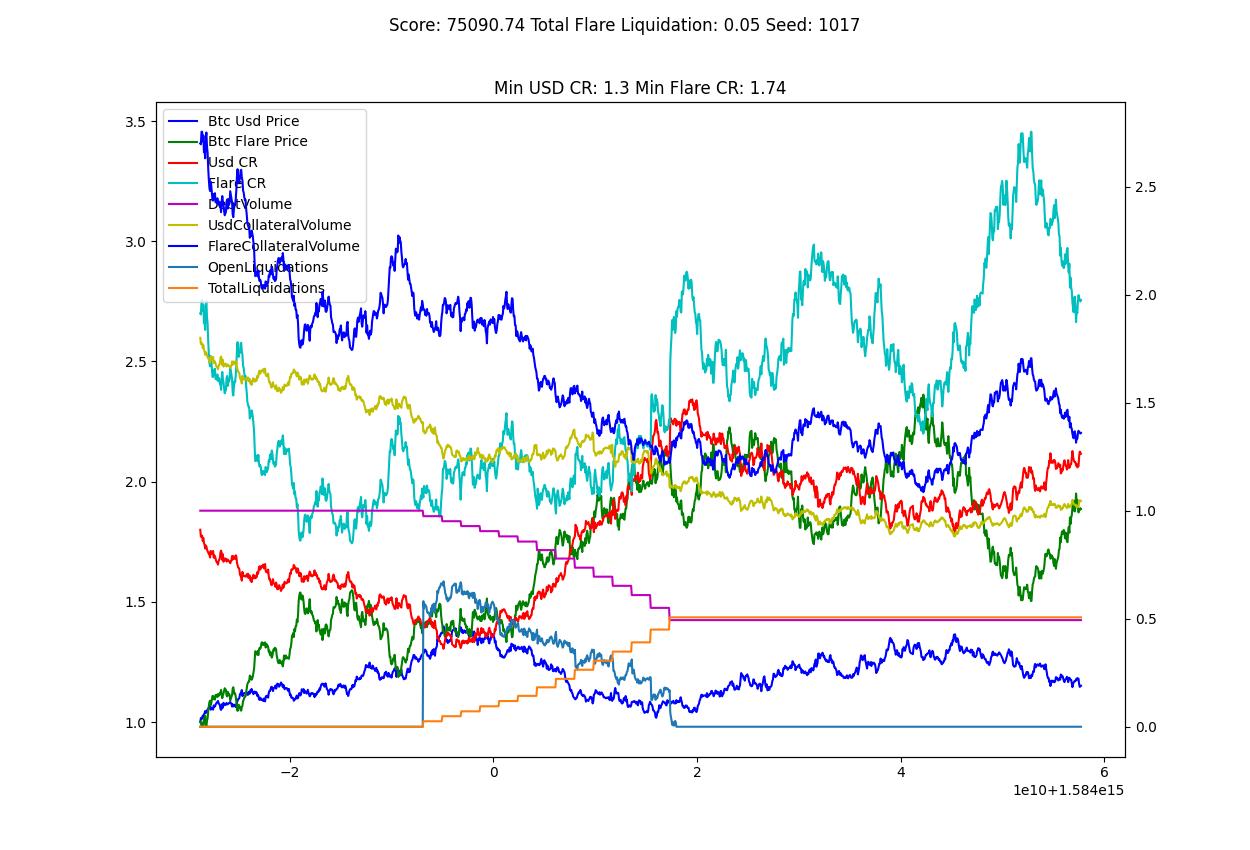 Score: 75090.74 Total Flare Liquidation: 0.05 Seed: 1017
Min USD CR: 1.3 Min Flare CR: 1.74
Btc Usd Price
Btc Flare Price
Usd CR
Flare CR
DebtVolume
UsdCollateralVolume
FlareCollateralVolume
OpenLiquidations
TotalLiquidations
3.5
3.0
2.5
2.0
1.5
1.0
2.5
2.0
1.5
1.0
0.5
0.0
−2 0 2 4 6
1e10+1.584e15